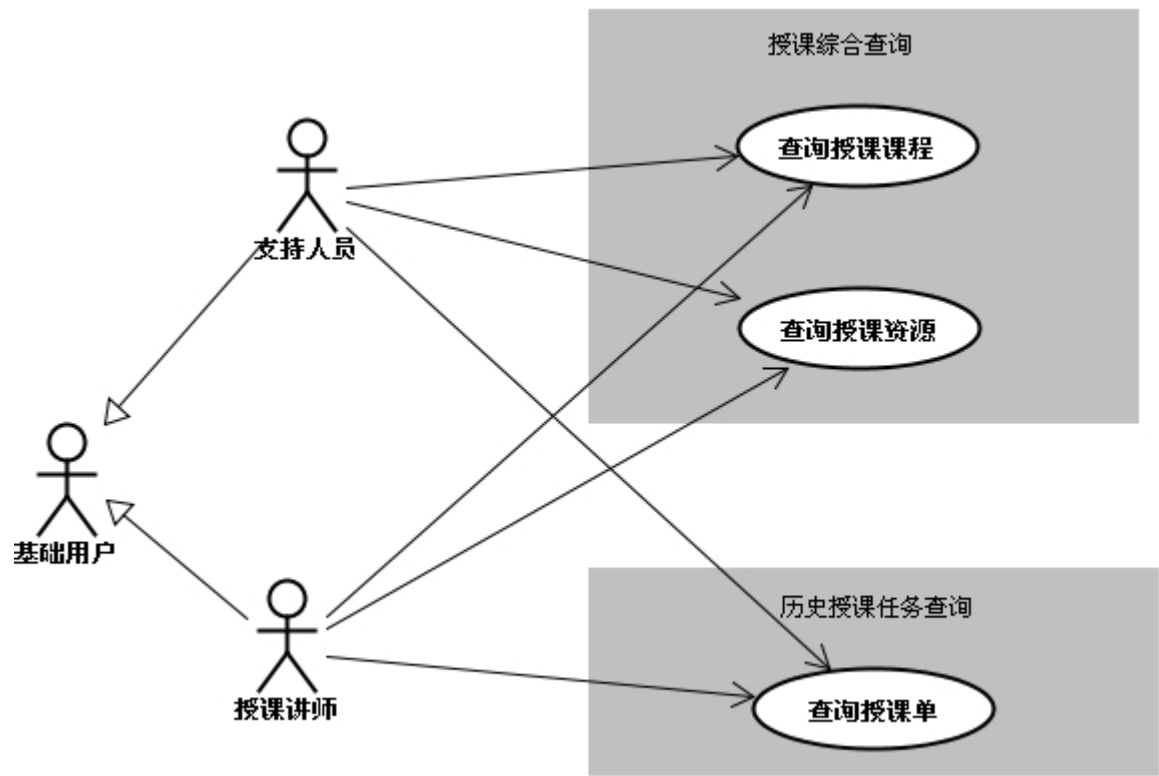 授课综合查询
查询授课课程
支持人员
查询授课资源
基础用户
历史授课任务查询
授课讲师
查询授课单